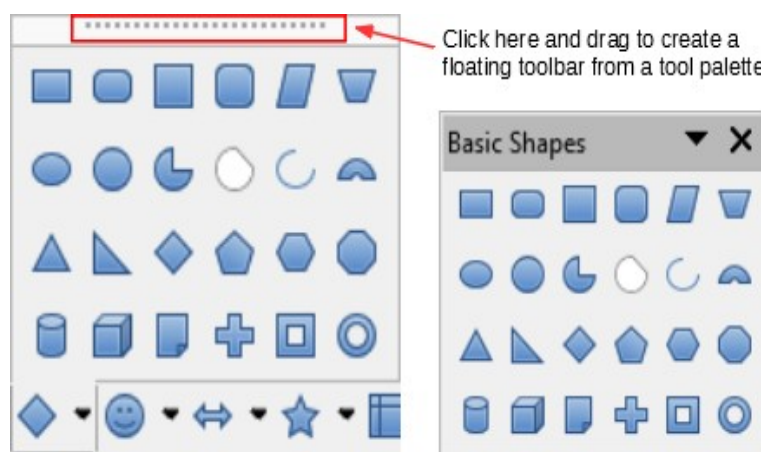 Click here and drag to create a
floating toolbar from a tool palette
Basic Shapes